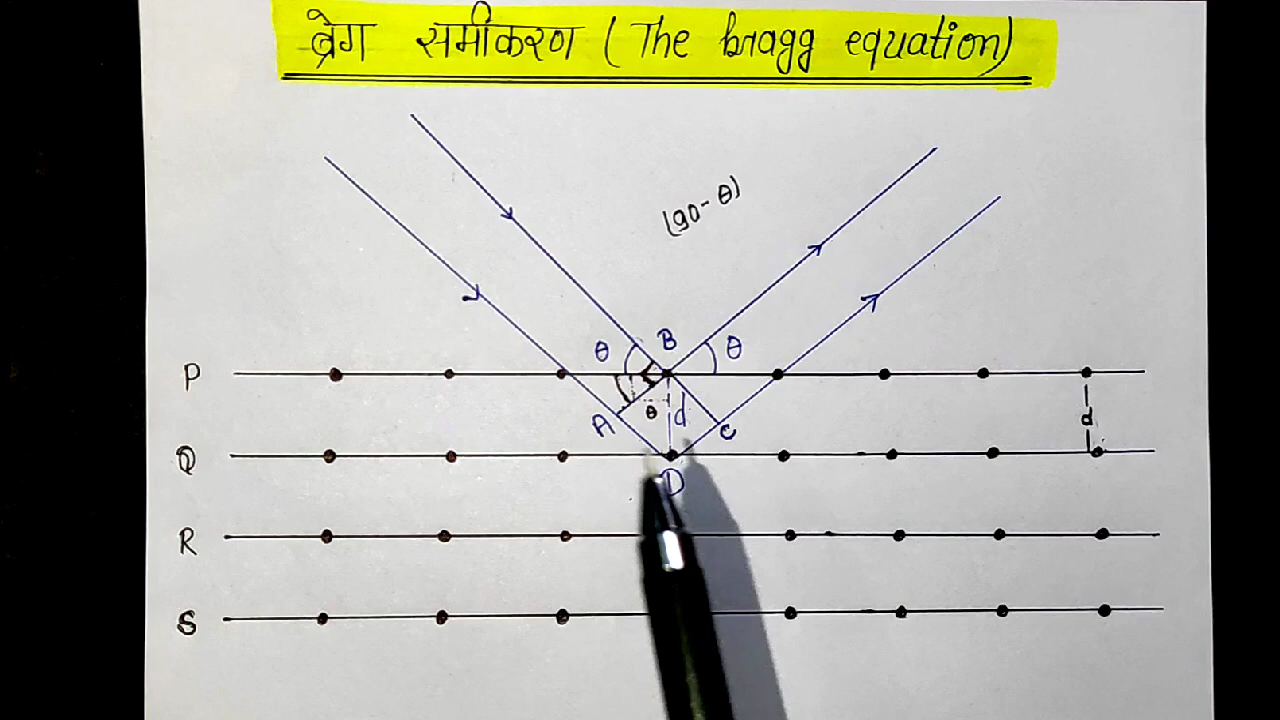 ब्रेग समीकरण ( The bragg equation)
(90-θ)
θ B θ
P
θ d d
A C
Q
D
R
S